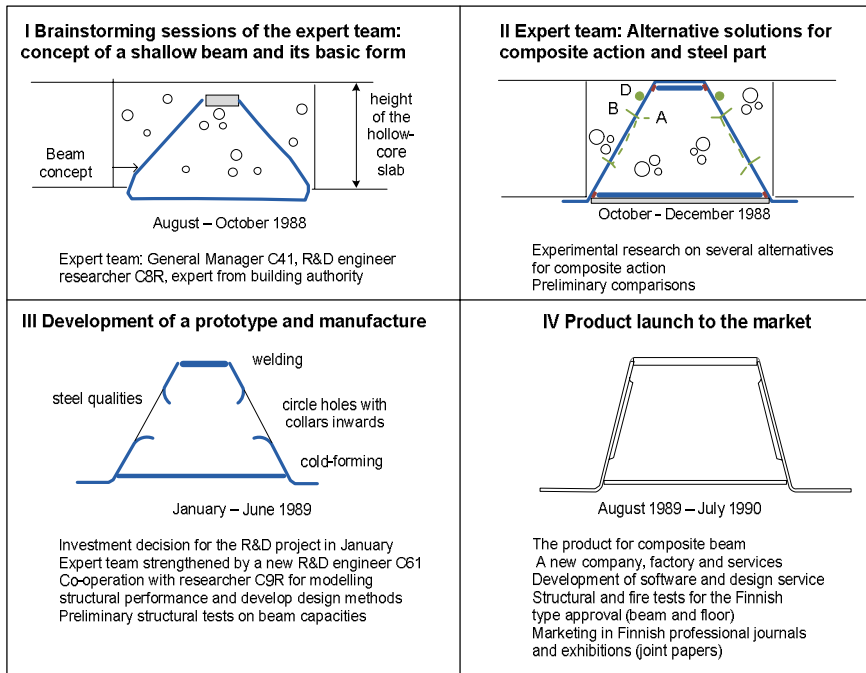 I Brainstorming sessions of the expert team:
concept of a shallow beam and its basic form
height
of the
hollow-
core
slab
Beam
concept
August – October 1988
Expert team: General Manager C41, R&D engineer
researcher C8R, expert from building authority
II Expert team: Alternative solutions for
composite action and steel part
D
B
A
October - December 1988
Experimental research on several alternatives
for composite action
Preliminary comparisons
III Development of a prototype and manufacture
welding
steel qualities
circle holes with
collars inwards
cold-forming
January – June 1989
Investment decision for the R&D project in January
Expert team strengthened by a new R&D engineer C61
Co-operation with researcher C9R for modelling
structural performance and develop design methods
Preliminary structural tests on beam capacities
IV Product launch to the market
August 1989 – July 1990
The product for composite beam
A new company, factory and services
Development of software and design service
Structural and fire tests for the Finnish
type approval (beam and floor)
Marketing in Finnish professional journals
and exhibitions (joint papers)